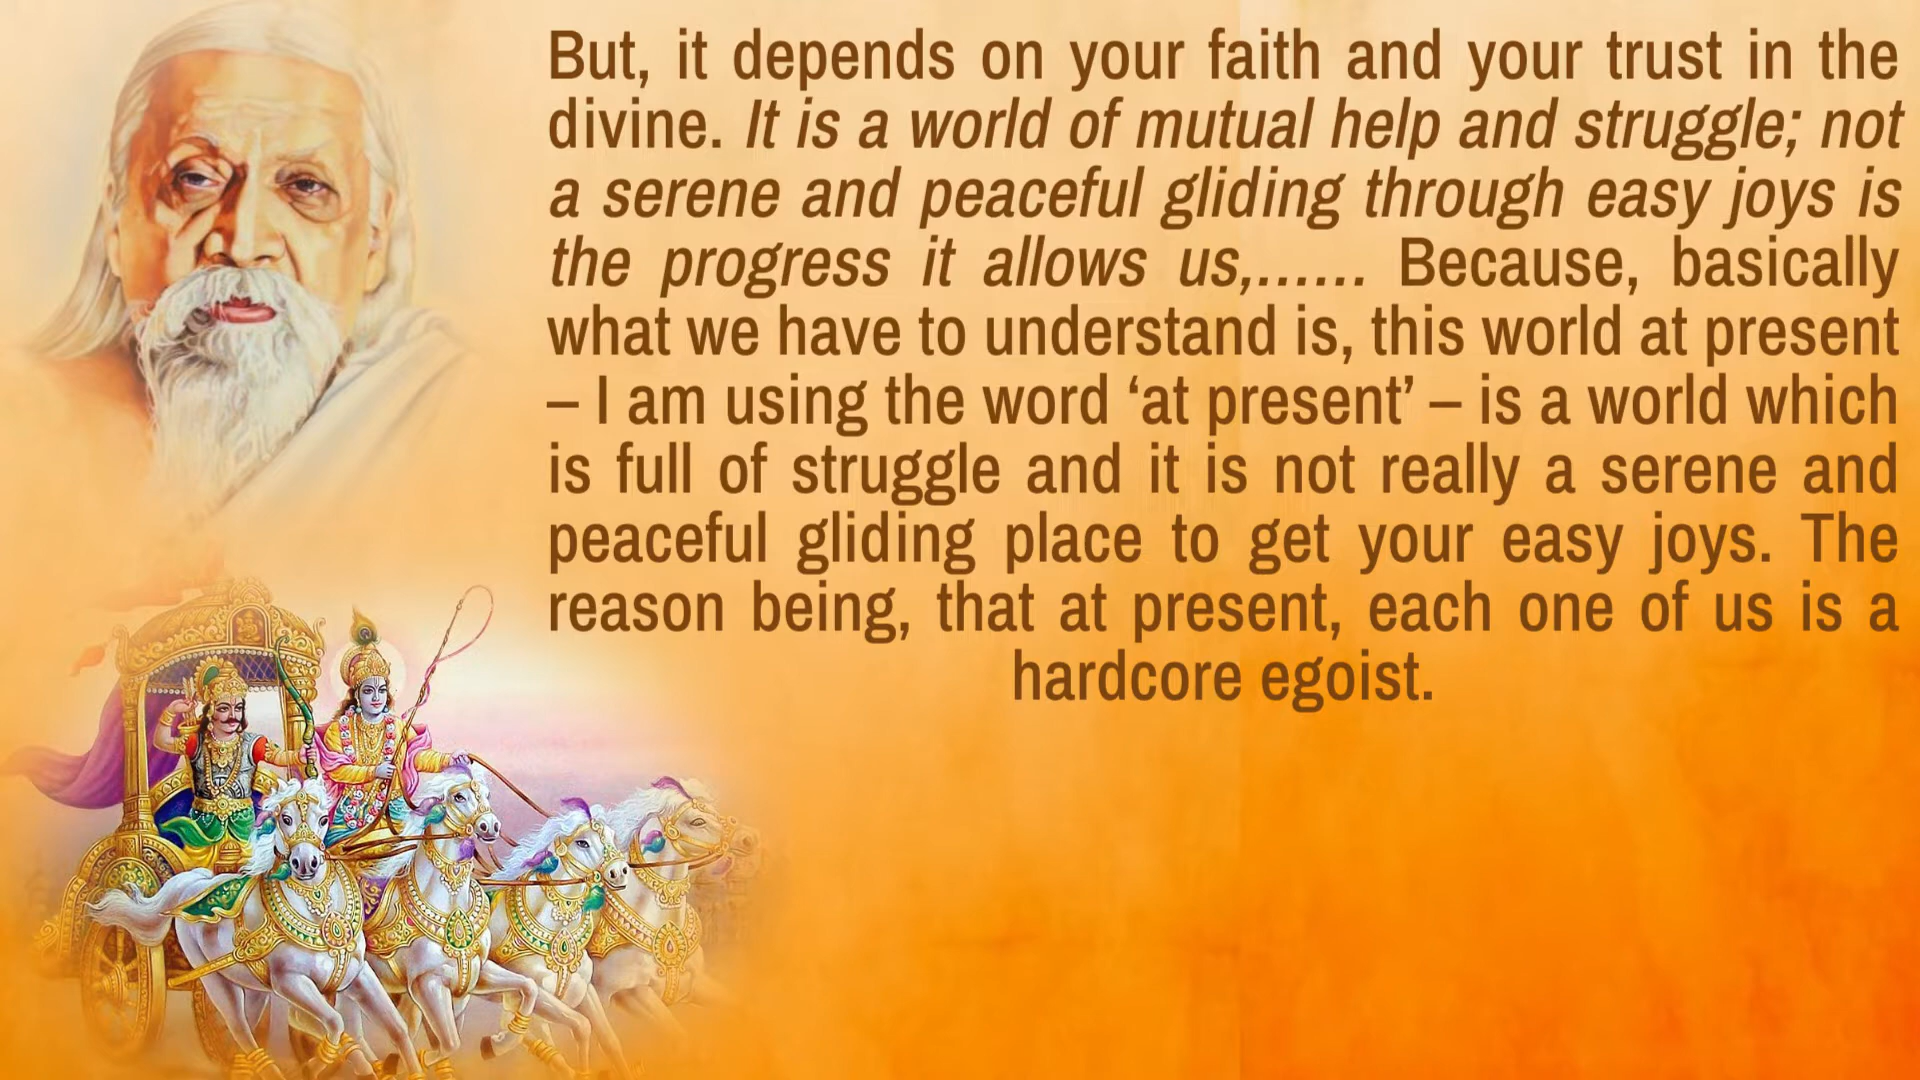 But, it depends on your faith and your trust in the
divine. It is a world of mutual help and struggle; not
a serene and peaceful gliding through easy joys is
the progress it allows us,...... Because, basically
what we have to understand is, this world at present
– I am using the word ‘at present’ – is a world which
is full of struggle and it is not really a serene and
peaceful gliding place to get your easy joys. The
reason being, that at present, each one of us is a
hardcore egoist.